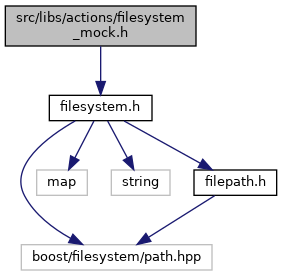 src/libs/actions/filesystem
_mock.h
filesystem.h
map
string
filepath.h
boost/filesystem/path.hpp